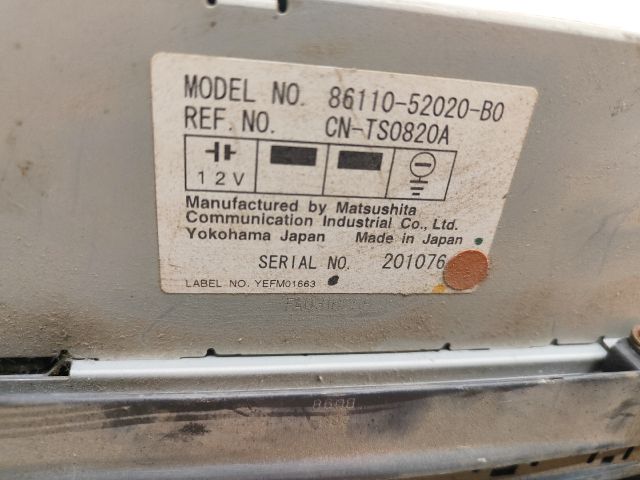 MODEL NO. 86110-52020-B0
REF. NO. CN-TS0820A
12V
Manufactured by Matsushita
Communication Industrial Co., Ltd.
Yokohama Japan Made in Japan
SERIAL NO. 201076
LABEL NO. YEFM01663